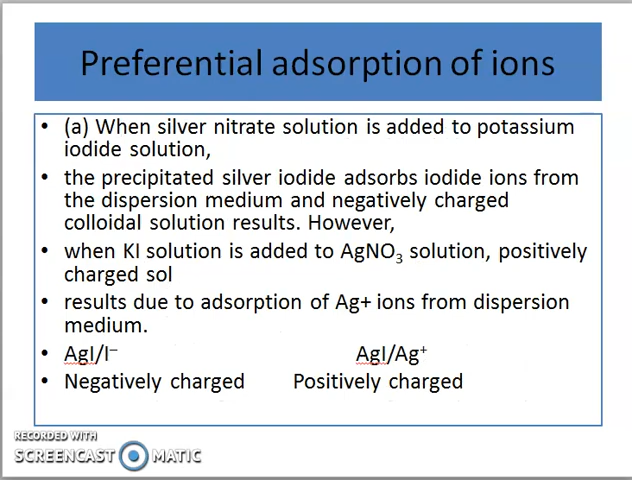 Preferential adsorption of ions
• (a) When silver nitrate solution is added to potassium
iodide solution,
• the precipitated silver iodide adsorbs iodide ions from
the dispersion medium and negatively charged
colloidal solution results. However,
• when KI solution is added to AgNO₃ solution, positively
charged sol
• results due to adsorption of Ag+ ions from dispersion
medium.
• AgI/I⁻ AgI/Ag⁺
• Negatively charged Positively charged
RECORDED WITH
SCREENCAST MATIC